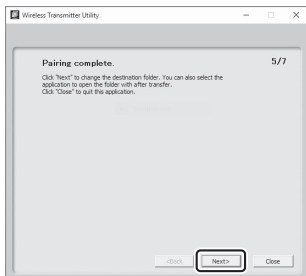 Wireless Transmitter Utility
Pairing complete. 5/7
Click "Next" to change the destination folder. You can also select the
application to open the folder with after transfer.
Click "Close" to quit this application.
<Back Next> Close